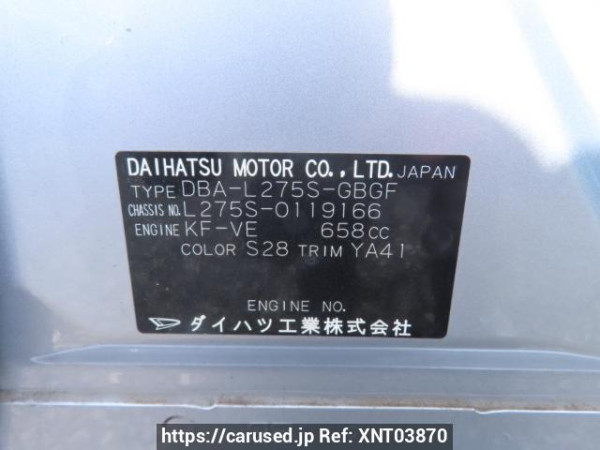 DAIHATSU MOTOR CO., LTD. JAPAN
TYPE DBA-L275S-GBGF
CHASSIS NO. L275S-0119166
ENGINE KF-VE 658CC
COLOR S28 TRIM YA41
ENGINE NO.
ダイハツ工業株式会社
https://carused.jp Ref: XNT03870